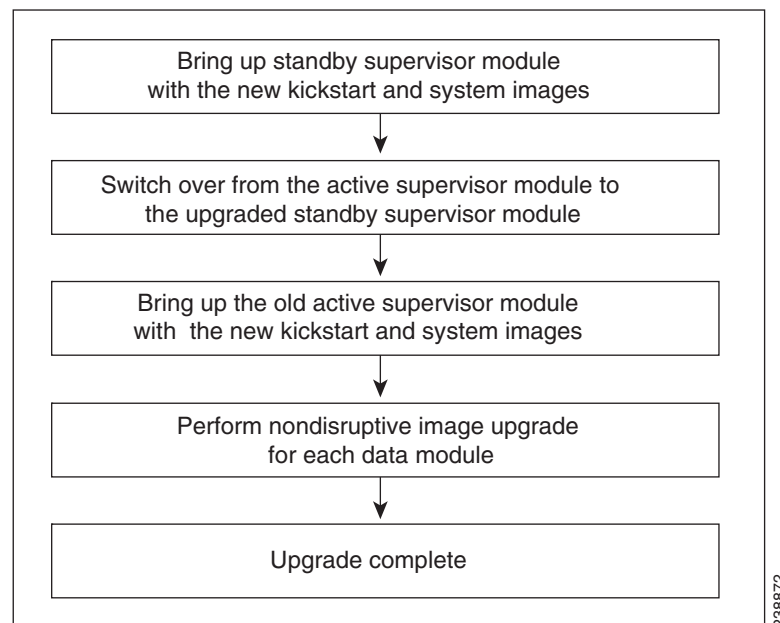 Bring up standby supervisor module
with the new kickstart and system images
Switch over from the active supervisor module to
the upgraded standby supervisor module
Bring up the old active supervisor module
with the new kickstart and system images
Perform nondisruptive image upgrade
for each data module
Upgrade complete